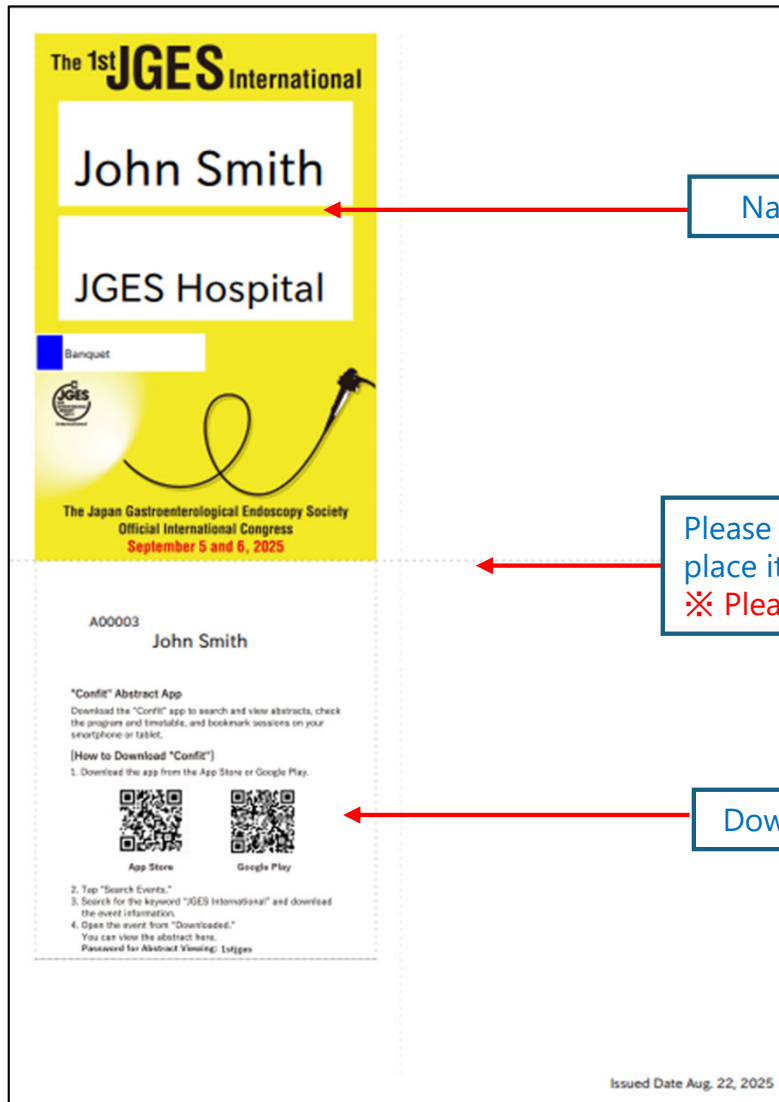 The 1st JGES International
John Smith
JGES Hospital
Banquet
JGES
International
The Japan Gastroenterological Endoscopy Society
Official International Congress
September 5 and 6, 2025
Na
Please
place it
※ Plea
A00003
John Smith
"Confit" Abstract App
Download the "Confit" app to search and view abstracts, check
the program and timetable, and bookmark sessions on your
smartphone or tablet.
[How to Download "Confit"]
1. Download the app from the App Store or Google Play.
App Store Google Play
Dow
2. Tap "Search Events."
3. Search for the keyword "JGES International" and download
the event information.
4. Open the event from "Downloaded."
You can view the abstract here.
Password for Abstract Viewing: 1stjges
Issued Date Aug. 22, 2025